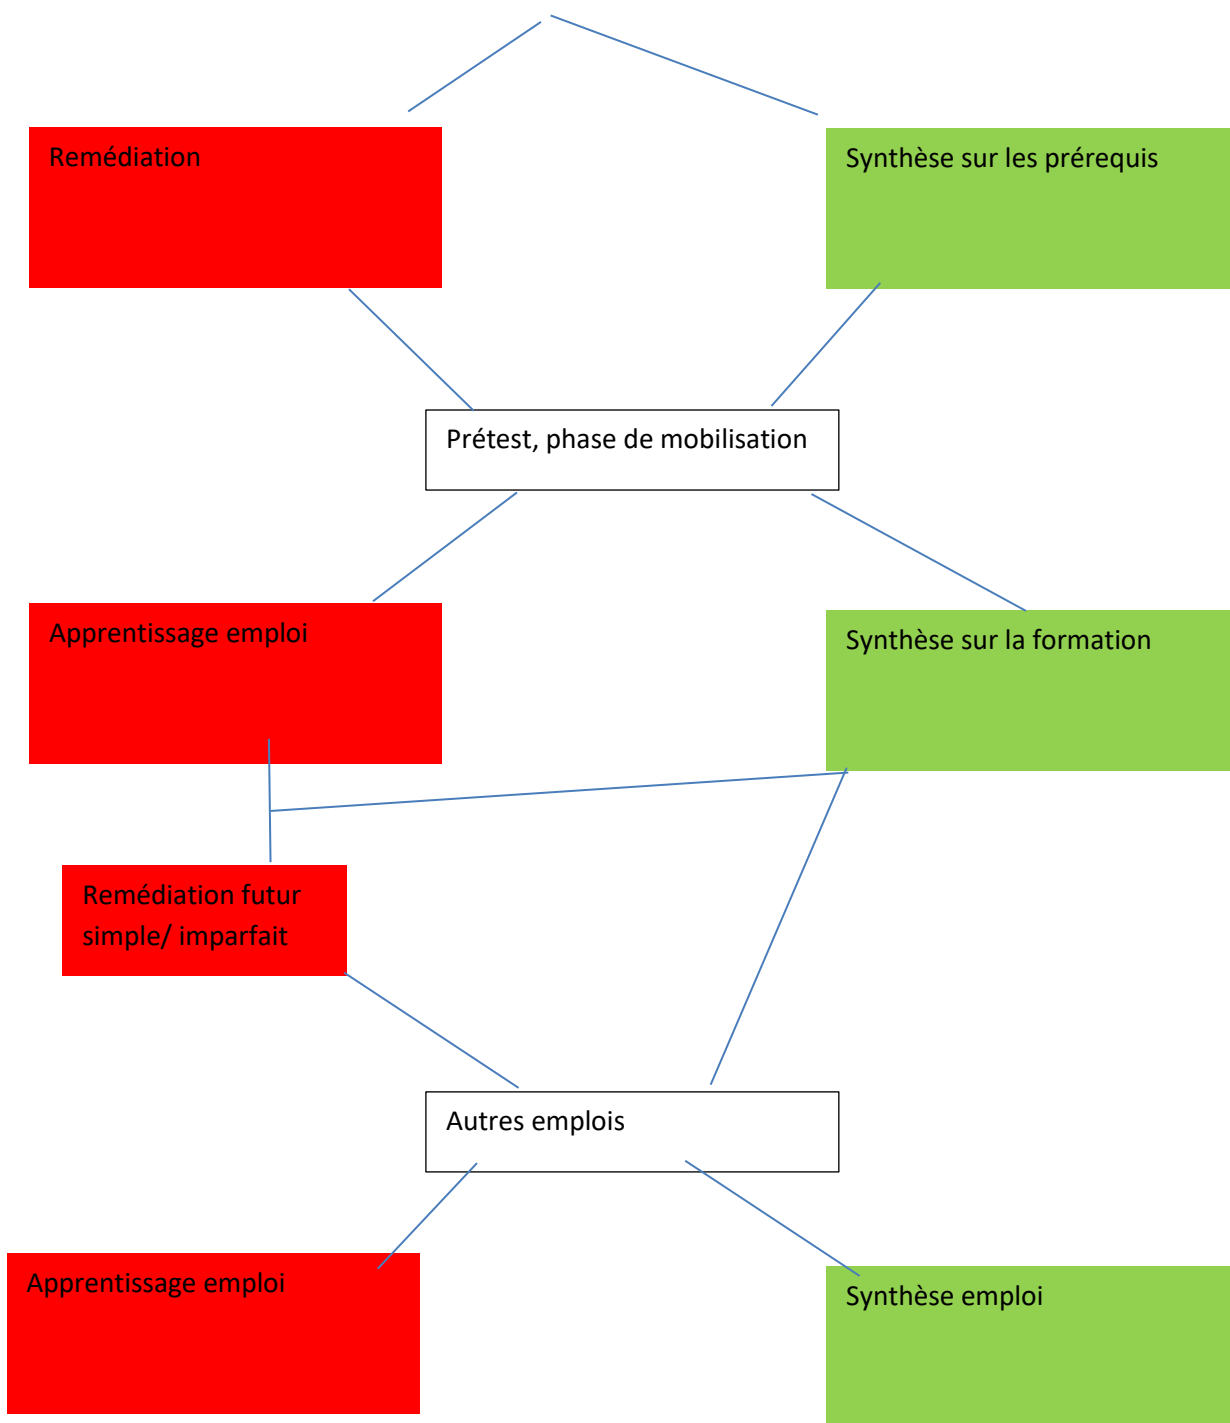 Remédiation
Synthèse sur les prérequis
Prétest, phase de mobilisation
Apprentissage emploi
Synthèse sur la formation
Remédiation futur
simple/ imparfait
Autres emplois
Apprentissage emploi
Synthèse emploi